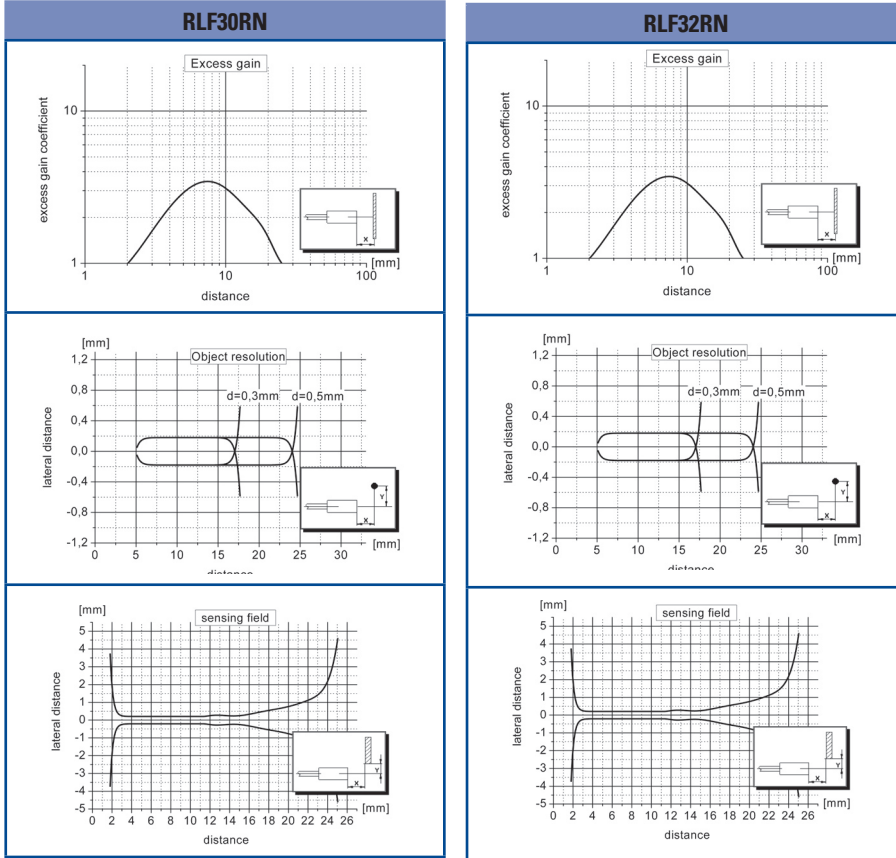 RLF30RN
Excess gain
excess gain coefficient
10
1
1
10
100
[mm]
distance
x
[mm]
Object resolution
1,2
0,8
0,4
0,0
-0,4
-0,8
-1,2
lateral distance
d=0,3mm
d=0,5mm
Y
X
[mm]
0 5 10 15 20 25 30
distance
[mm]
sensing field
5
4
3
2
1
0
-1
-2
-3
-4
-5
lateral distance
Y
X
[mm]
0 2 4 6 8 10 12 14 16 18 20 22 24 26
distance
RLF32RN
Excess gain
excess gain coefficient
10
1
1
10
100
[mm]
distance
x
[mm]
Object resolution
1,2
0,8
0,4
0,0
-0,4
-0,8
-1,2
lateral distance
d=0,3mm
d=0,5mm
Y
X
[mm]
0 5 10 15 20 25 30
distance
[mm]
sensing field
5
4
3
2
1
0
-1
-2
-3
-4
-5
lateral distance
Y
X
[mm]
0 2 4 6 8 10 12 14 16 18 20 22 24 26
distance